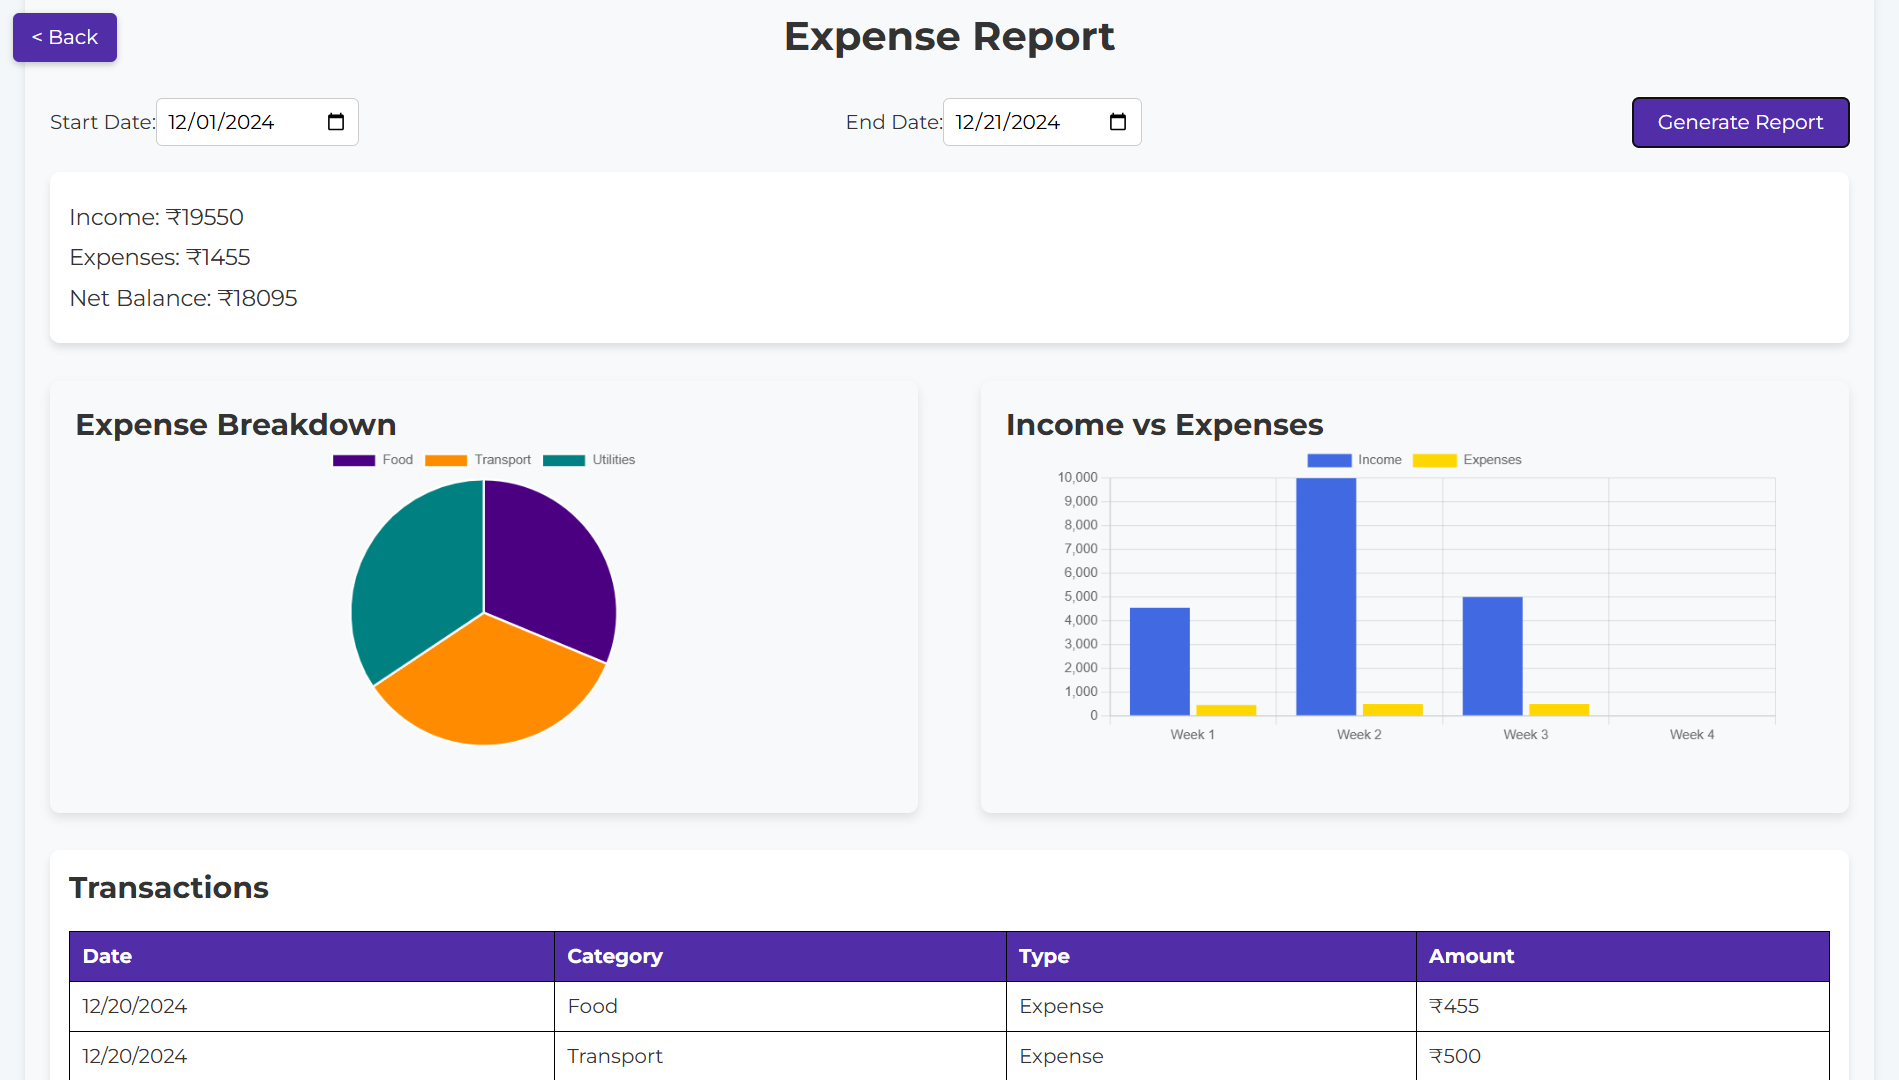 < Back
Expense Report
Start Date: 12/01/2024
End Date: 12/21/2024
Generate Report
Income: ₹19550
Expenses: ₹1455
Net Balance: ₹18095
Expense Breakdown
Food Transport Utilities
Income vs Expenses
Income Expenses
10,000
9,000
8,000
7,000
6,000
5,000
4,000
3,000
2,000
1,000
0
Week 1 Week 2 Week 3 Week 4
Transactions
Date Category Type Amount
12/20/2024 Food Expense ₹455
12/20/2024 Transport Expense ₹500